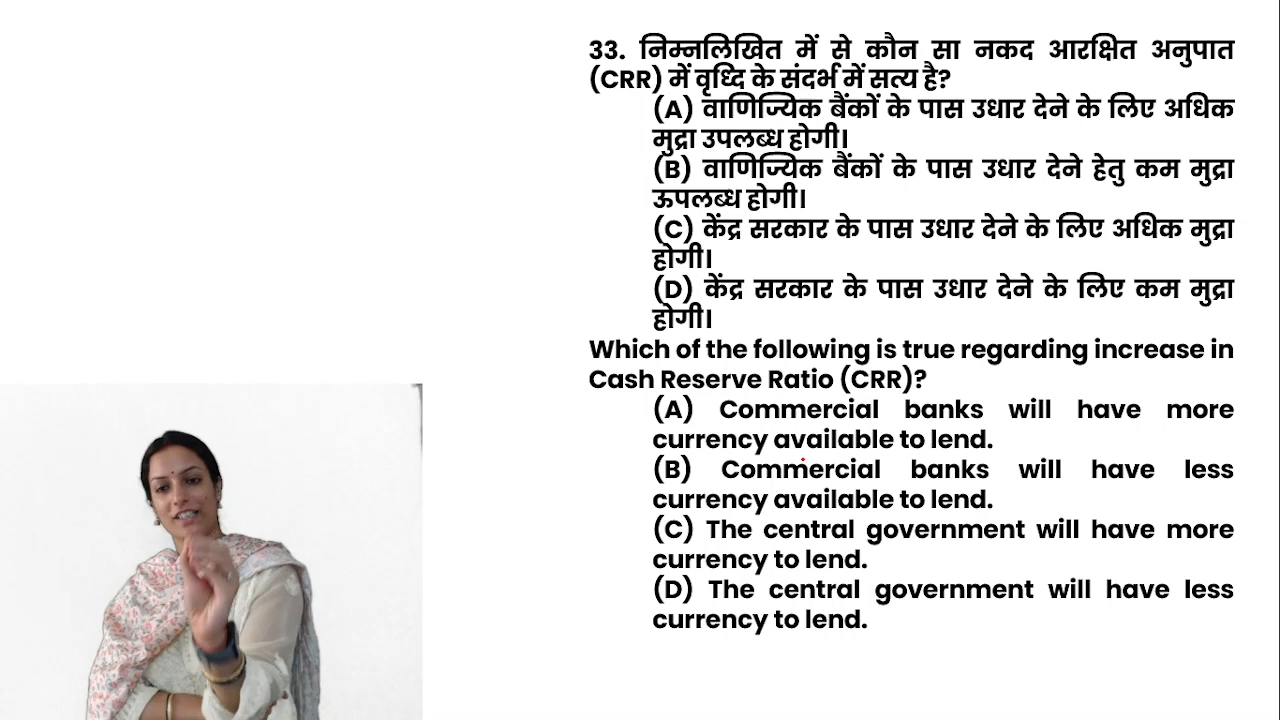 33. निम्नलिखित में से कौन सा नकद आरक्षित अनुपात
(CRR) में वृध्दि के संदर्भ में सत्य है?
(A) वाणिज्यिक बैंकों के पास उधार देने के लिए अधिक
मुद्रा उपलब्ध होगी।
(B) वाणिज्यिक बैंकों के पास उधार देने हेतु कम मुद्रा
ऊपलब्ध होगी।
(C) केंद्र सरकार के पास उधार देने के लिए अधिक मुद्रा
होगी।
(D) केंद्र सरकार के पास उधार देने के लिए कम मुद्रा
होगी।
Which of the following is true regarding increase in
Cash Reserve Ratio (CRR)?
(A) Commercial banks will have more
currency available to lend.
(B) Commercial banks will have less
currency available to lend.
(C) The central government will have more
currency to lend.
(D) The central government will have less
currency to lend.